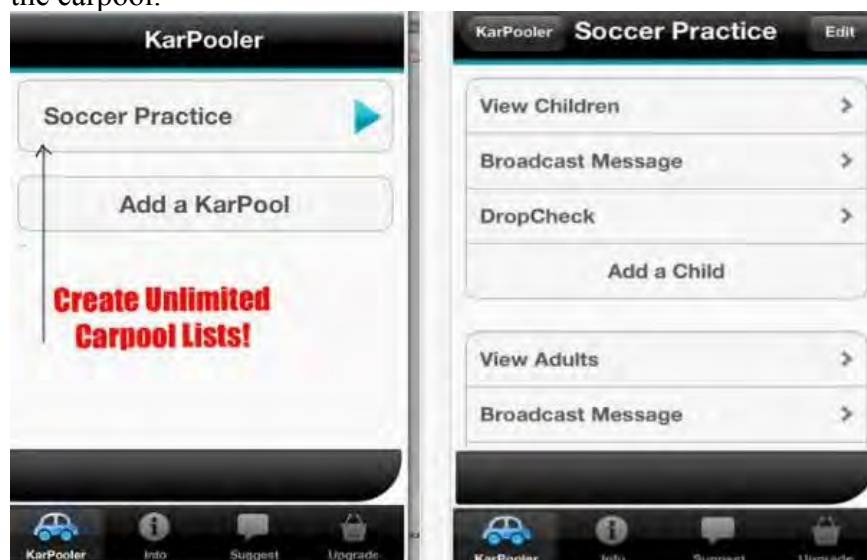 the carpool.
KarPooler
Soccer Practice
Add a KarPool
Create Unlimited
Carpool Lists!
KarPooler
Info
Suggest
Upgrade
KarPooler
Soccer Practice
Edit
View Children
Broadcast Message
DropCheck
Add a Child
View Adults
Broadcast Message
KarPooler
Info
Suggest
Upgrade